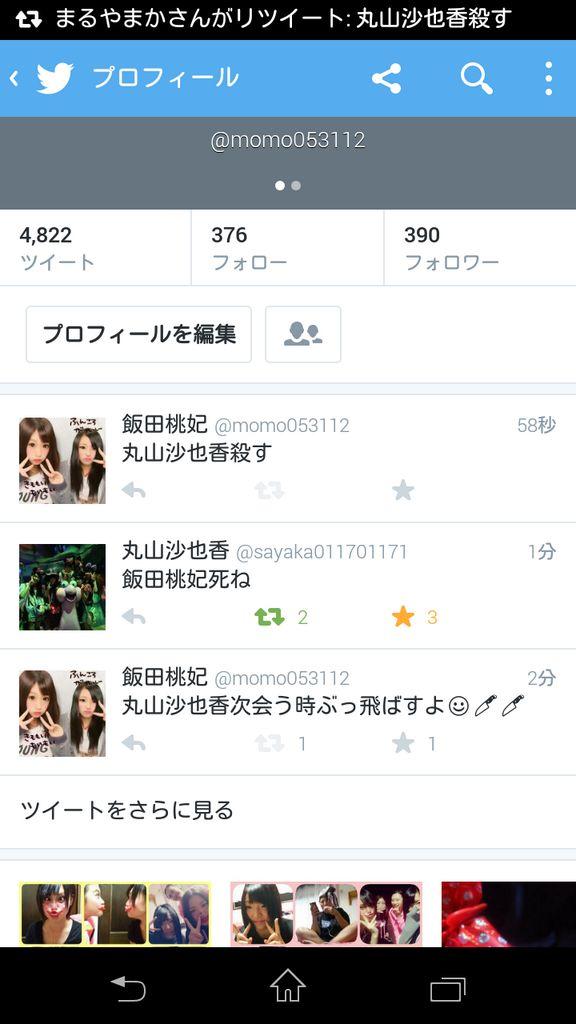 まるやまかさんがリツイート: 丸山沙也香殺す
プロフィール
@momo053112
4,822 376 390
ツイート フォロー フォロワー
プロフィールを編集
飯田桃妃 @momo053112 58秒
丸山沙也香殺す
丸山沙也香 @sayaka011701171 1分
飯田桃妃死ね
2 3
飯田桃妃 @momo053112 2分
丸山沙也香次会う時ぶっ飛ばすよ☺🔪🔪
1 1
ツイートをさらに見る